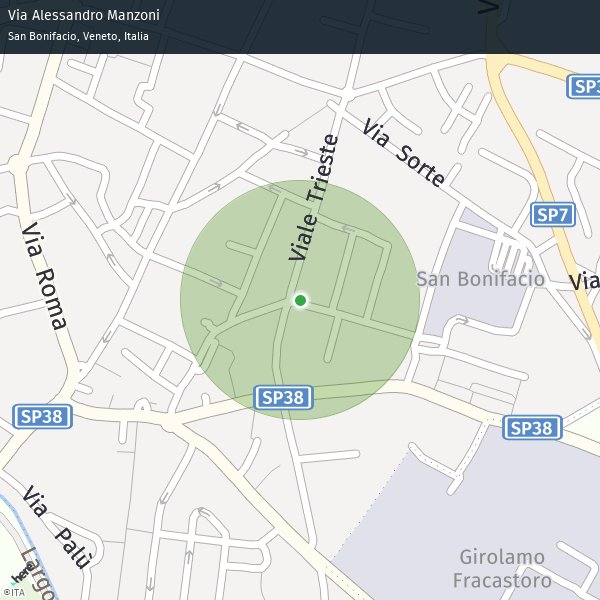 Via Alessandro Manzoni
San Bonifacio, Veneto, Italia
Via Sorte
Viale Trieste
SP7
Via Roma
San Bonifacio
Via
SP38
SP38
SP38
Via Palù
Girolamo
Fracastoro
Largo
here
©ITA